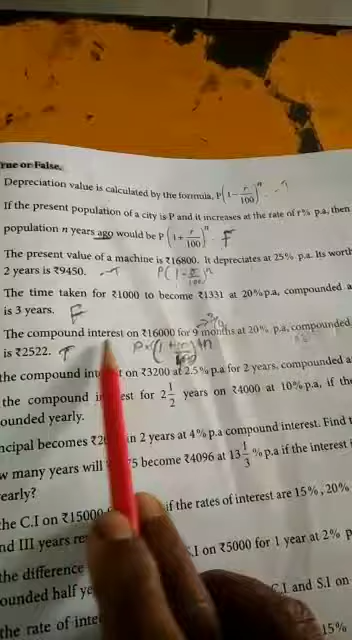 rue or False.
Depreciation value is calculated by the formula, P(1 − r/100)^n. T
If the present population of a city is P and it increases at the rate of r% p.a, then
population n years ago would be P(1 + r/100)^n. F
The present value of a machine is ₹16800. It depreciates at 25% p.a. Its worth
2 years is ₹9450. T
The time taken for ₹1000 to become ₹1331 at 20% p.a, compounded a
is 3 years. F
The compound interest on ₹16000 for 9 months at 20% p.a, compounded
is ₹2522. T
the compound in st on ₹3200 at 2.5% p.a for 2 years, compounded a
the compound in est for 2 1/2 years on ₹4000 at 10% p.a, if the
ounded yearly.
ncipal becomes ₹2 in 2 years at 4% p.a compound interest. Find t
w many years will 75 become ₹4096 at 13 1/3 % p.a if the interest
early?
the C.I on ₹15000 if the rates of interest are 15%, 20%
nd III years re
the difference .I on ₹5000 for 1 year at 2% p
ounded half ye C.I and S.I on
the rate of inte 15%